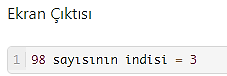 Ekran Çıktısı
1 98 sayısının indisi = 3